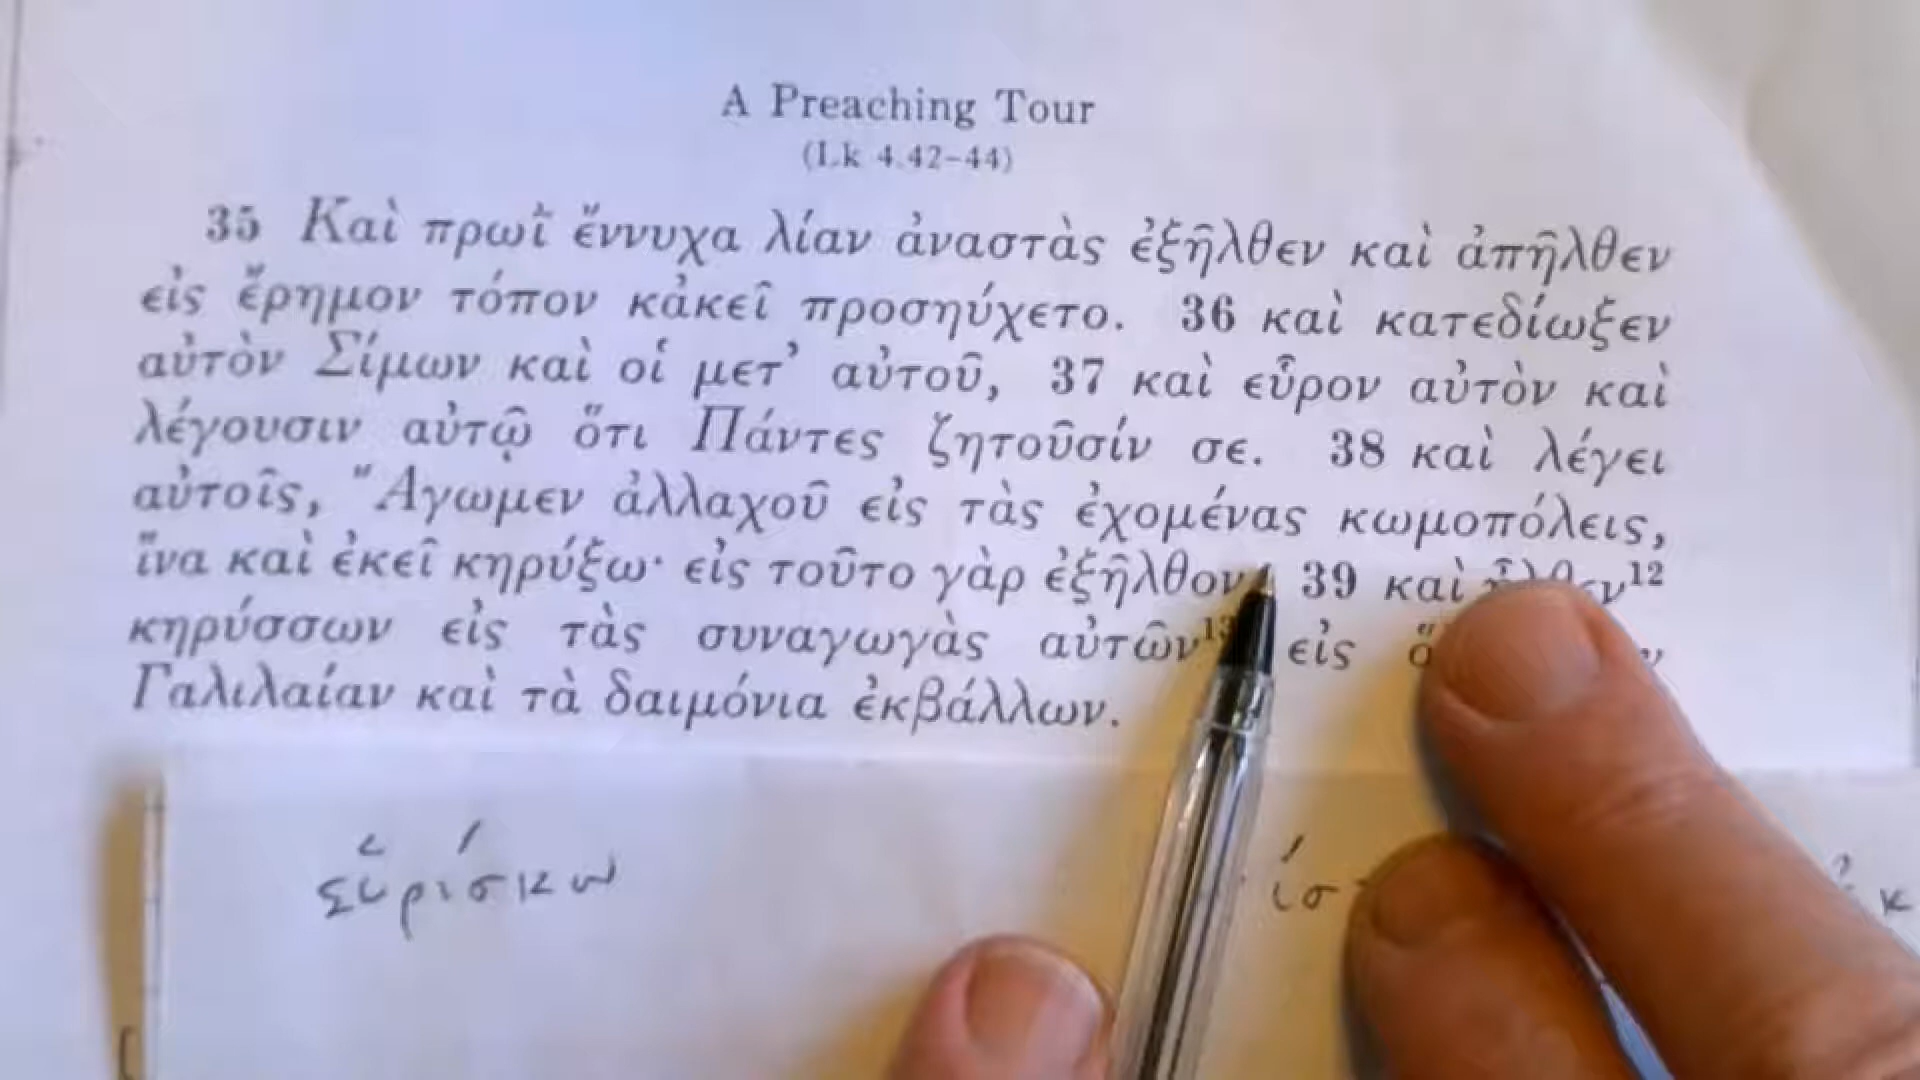 A Preaching Tour
(Lk 4.42–44)
35 Καὶ πρωῒ ἔννυχα λίαν ἀναστὰς ἐξῆλθεν καὶ ἀπῆλθεν
εἰς ἔρημον τόπον κἀκεῖ προσηύχετο. 36 καὶ κατεδίωξεν
αὐτὸν Σίμων καὶ οἱ μετ’ αὐτοῦ, 37 καὶ εὗρον αὐτὸν καὶ
λέγουσιν αὐτῷ ὅτι Πάντες ζητοῦσίν σε. 38 καὶ λέγει
αὐτοῖς, Ἄγωμεν ἀλλαχοῦ εἰς τὰς ἐχομένας κωμοπόλεις,
ἵνα καὶ ἐκεῖ κηρύξω· εἰς τοῦτο γὰρ ἐξῆλθον 39 καὶ
κηρύσσων εἰς τὰς συναγωγὰς αὐτῶν¹³ εἰς
Γαλιλαίαν καὶ τὰ δαιμόνια ἐκβάλλων.
εὑρίσκω